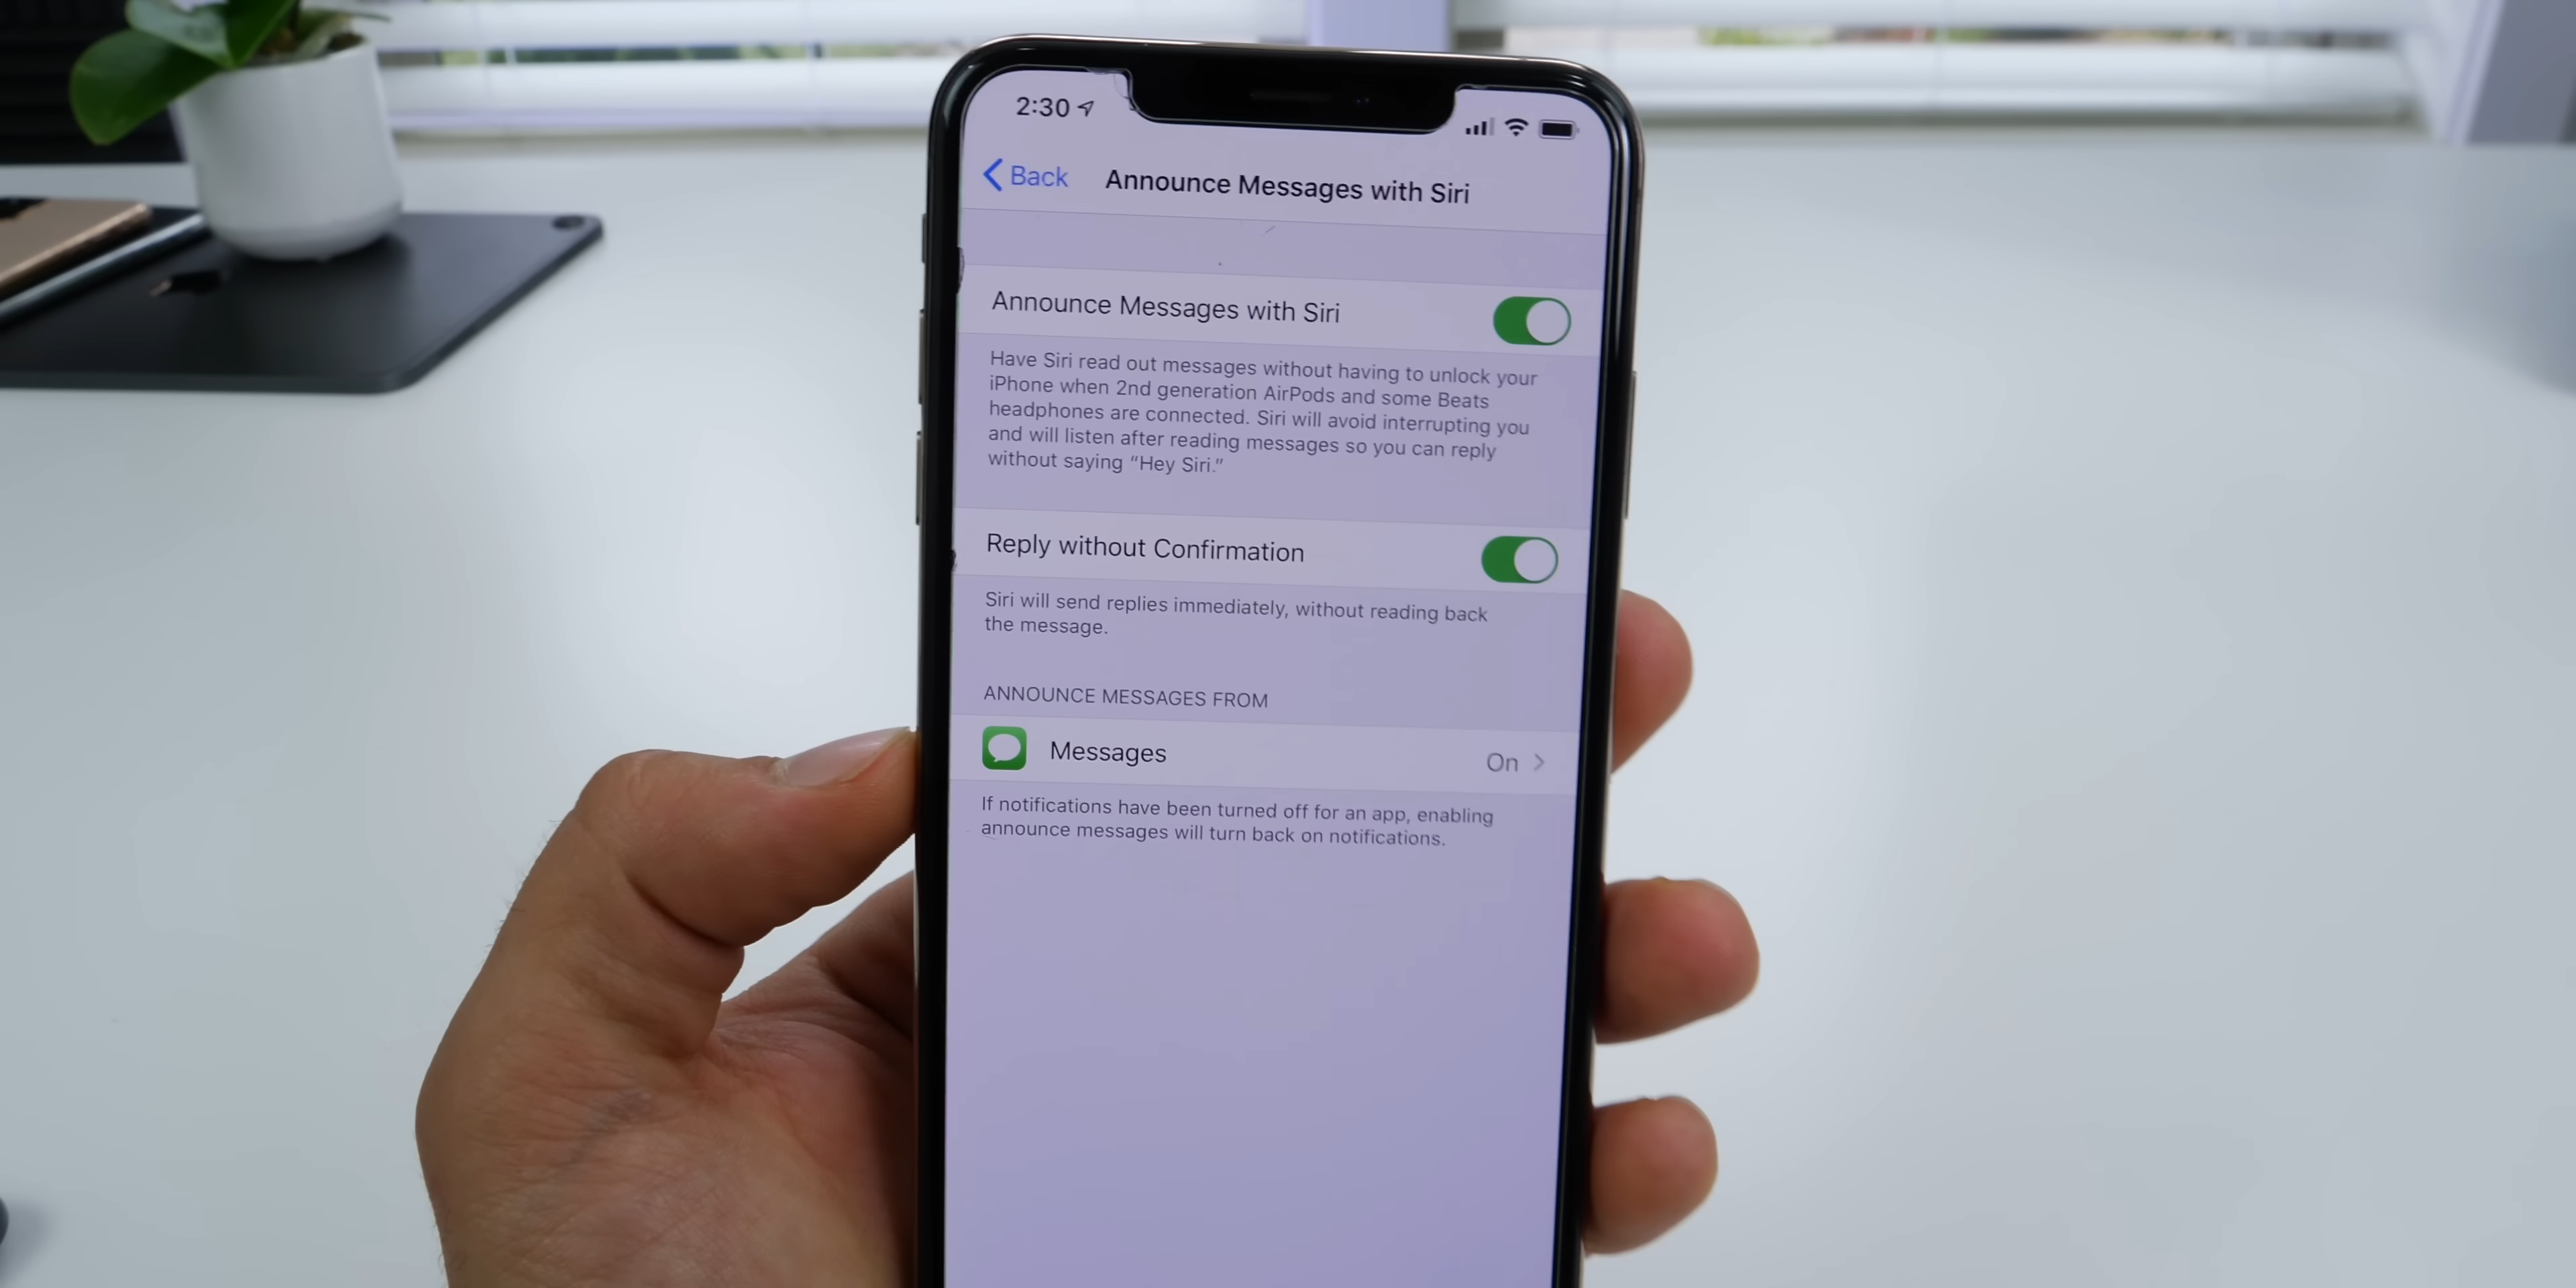 2:30
Back
Announce Messages with Siri
Announce Messages with Siri
Have Siri read out messages without having to unlock your
iPhone when 2nd generation AirPods and some Beats
headphones are connected. Siri will avoid interrupting you
and will listen after reading messages so you can reply
without saying “Hey Siri.”
Reply without Confirmation
Siri will send replies immediately, without reading back
the message.
ANNOUNCE MESSAGES FROM
Messages
On
If notifications have been turned off for an app, enabling
announce messages will turn back on notifications.